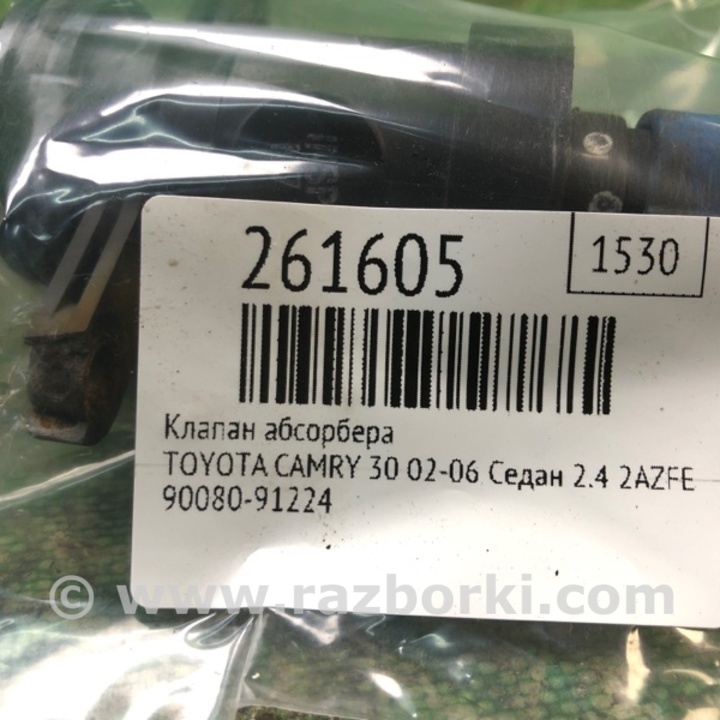 261605
1530
Клапан абсорбера
TOYOTA CAMRY 30 02-06 Седан 2.4 2AZFE
90080-91224
© www.razborki.com